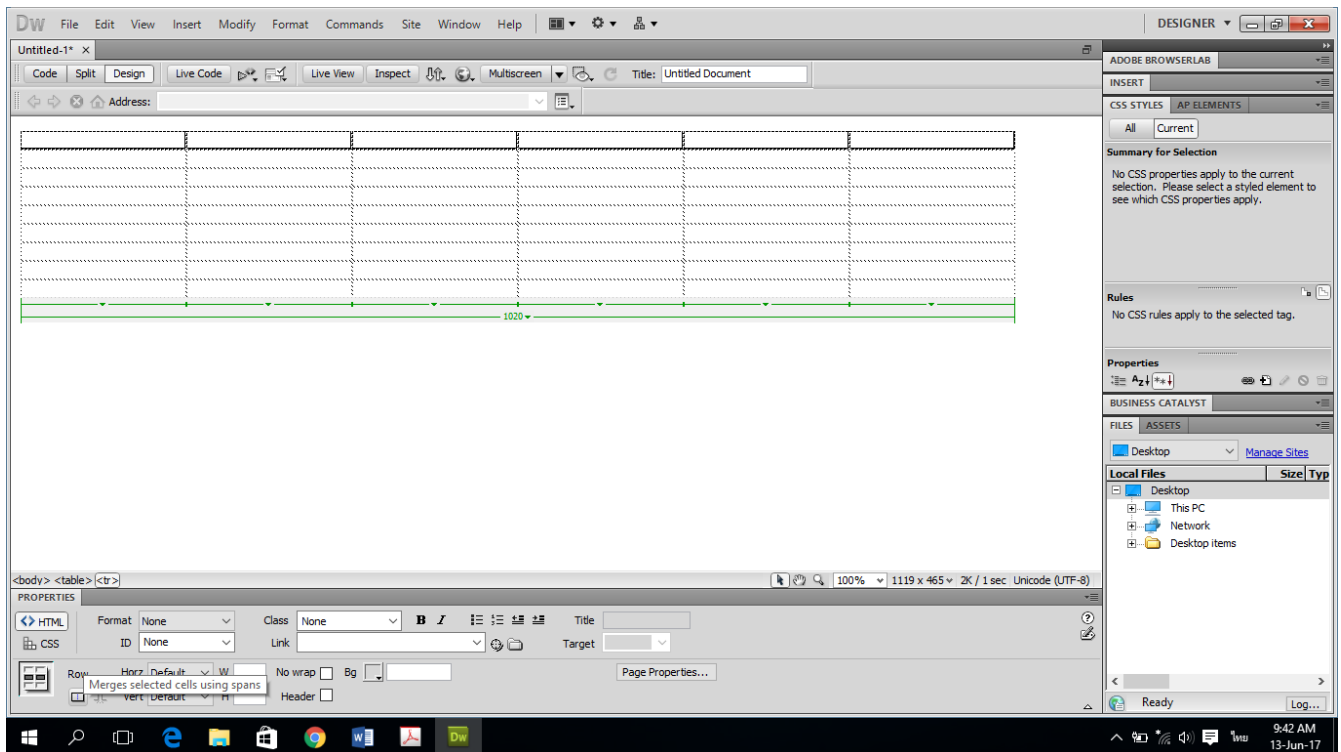 DW File Edit View Insert Modify Format Commands Site Window Help DESIGNER
Untitled-1*
Code Split Design Live Code Live View Inspect Multiscreen Title: Untitled Document
Address:
1020
<body> <table> <tr> 100% 1119 x 465 2K / 1 sec Unicode (UTF-8)
PROPERTIES
<> HTML Format None Class None B I Title
CSS ID None Link Target
Row Horz Default W No wrap Bg Page Properties...
Merges selected cells using spans
Vert Default H Header
ADOBE BROWSERLAB
INSERT
CSS STYLES AP ELEMENTS
All Current
Summary for Selection
No CSS properties apply to the current
selection. Please select a styled element to
see which CSS properties apply.
Rules
No CSS rules apply to the selected tag.
Properties
AZ **
BUSINESS CATALYST
FILES ASSETS
Desktop Manage Sites
Local Files Size Typ
Desktop
This PC
Network
Desktop items
Ready Log...
W Dw ไทย 9:42 AM
13-Jun-17